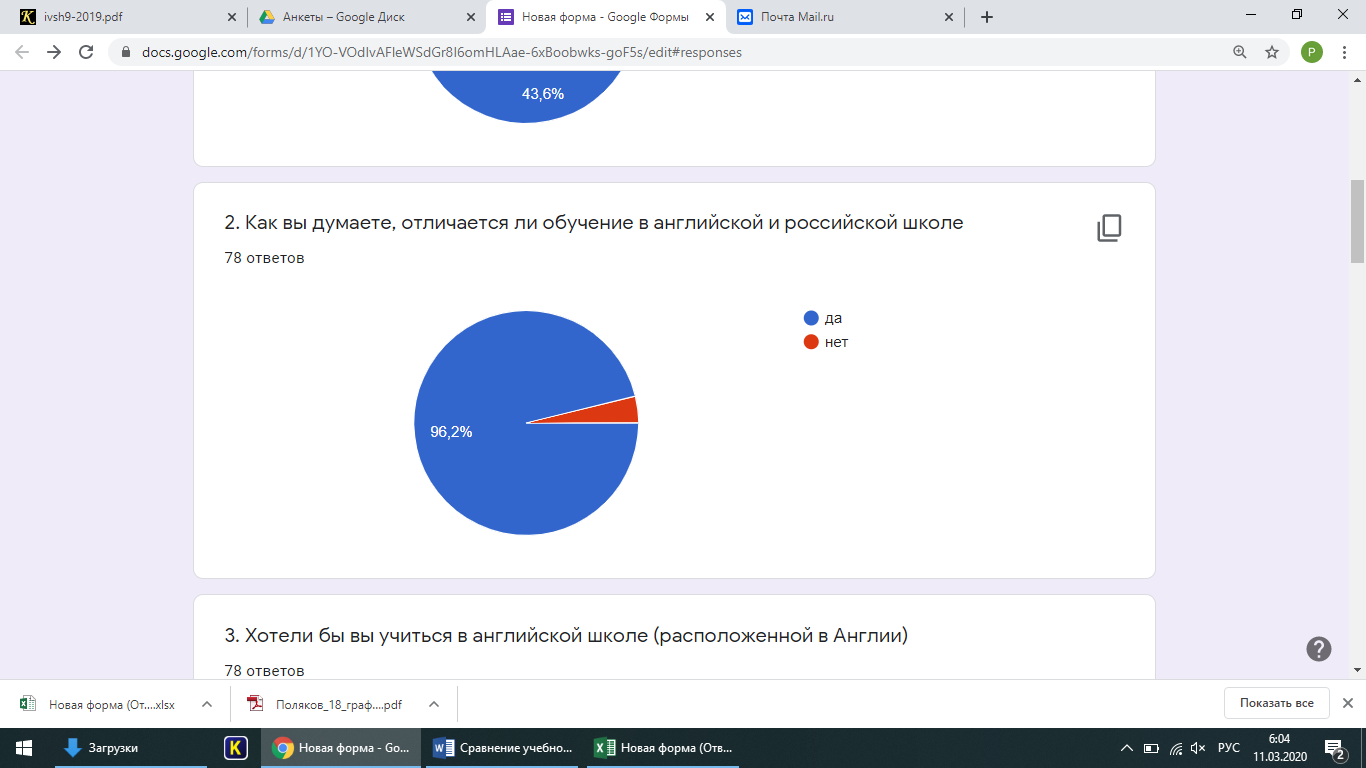 ivsh9-2019.pdf
Анкеты – Google Диск
Новая форма - Google Формы
Почта Mail.ru
docs.google.com/forms/d/1YO-VOdIvAFleWSdGr8I6omHLAae-6xBoobwks-goF5s/edit#responses
P
43,6%
2. Как вы думаете, отличается ли обучение в английской и российской школе
78 ответов
да
нет
96,2%
3. Хотели бы вы учиться в английской школе (расположенной в Англии)
78 ответов
Новая форма (От....xlsx
Поляков_18_граф....pdf
Показать все
Загрузки
Новая форма - Go...
Сравнение учебно...
Новая форма (Отв...
РУС
6:04
11.03.2020
2